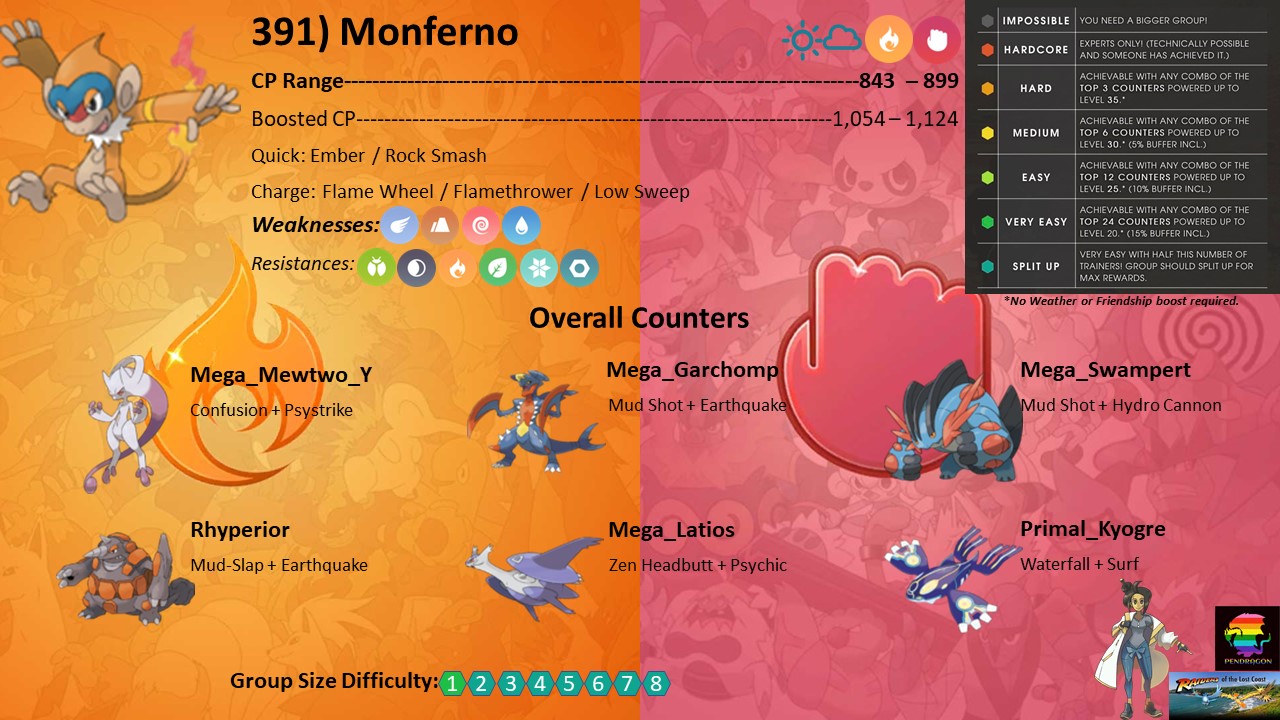 391) Monferno
CP Range------------------------------------------------------------------------843 – 899
Boosted CP-------------------------------------------------------------------1,054 – 1,124
Quick: Ember / Rock Smash
Charge: Flame Wheel / Flamethrower / Low Sweep
Weaknesses:
Resistances:
IMPOSSIBLE YOU NEED A BIGGER GROUP!
HARDCORE EXPERTS ONLY! (TECHNICALLY POSSIBLE
AND SOMEONE HAS ACHIEVED IT.)
HARD ACHIEVABLE WITH ANY COMBO OF THE
TOP 3 COUNTERS POWERED UP TO
LEVEL 35.*
MEDIUM ACHIEVABLE WITH ANY COMBO OF THE
TOP 6 COUNTERS POWERED UP TO
LEVEL 30.* (5% BUFFER INCL.)
EASY ACHIEVABLE WITH ANY COMBO OF THE
TOP 12 COUNTERS POWERED UP TO
LEVEL 25.* (10% BUFFER INCL.)
VERY EASY ACHIEVABLE WITH ANY COMBO OF THE
TOP 24 COUNTERS POWERED UP TO
LEVEL 20.* (15% BUFFER INCL.)
SPLIT UP VERY EASY WITH HALF THIS NUMBER OF
TRAINERS! GROUP SHOULD SPLIT UP FOR
MAX REWARDS.
*No Weather or Friendship boost required.
Overall Counters
Mega_Mewtwo_Y
Confusion + Psystrike
Mega_Garchomp
Mud Shot + Earthquake
Mega_Swampert
Mud Shot + Hydro Cannon
Rhyperior
Mud-Slap + Earthquake
Mega_Latios
Zen Headbutt + Psychic
Primal_Kyogre
Waterfall + Surf
Group Size Difficulty: 1 2 3 4 5 6 7 8
PENDRAGON
RAIDERS of the Lost Coast